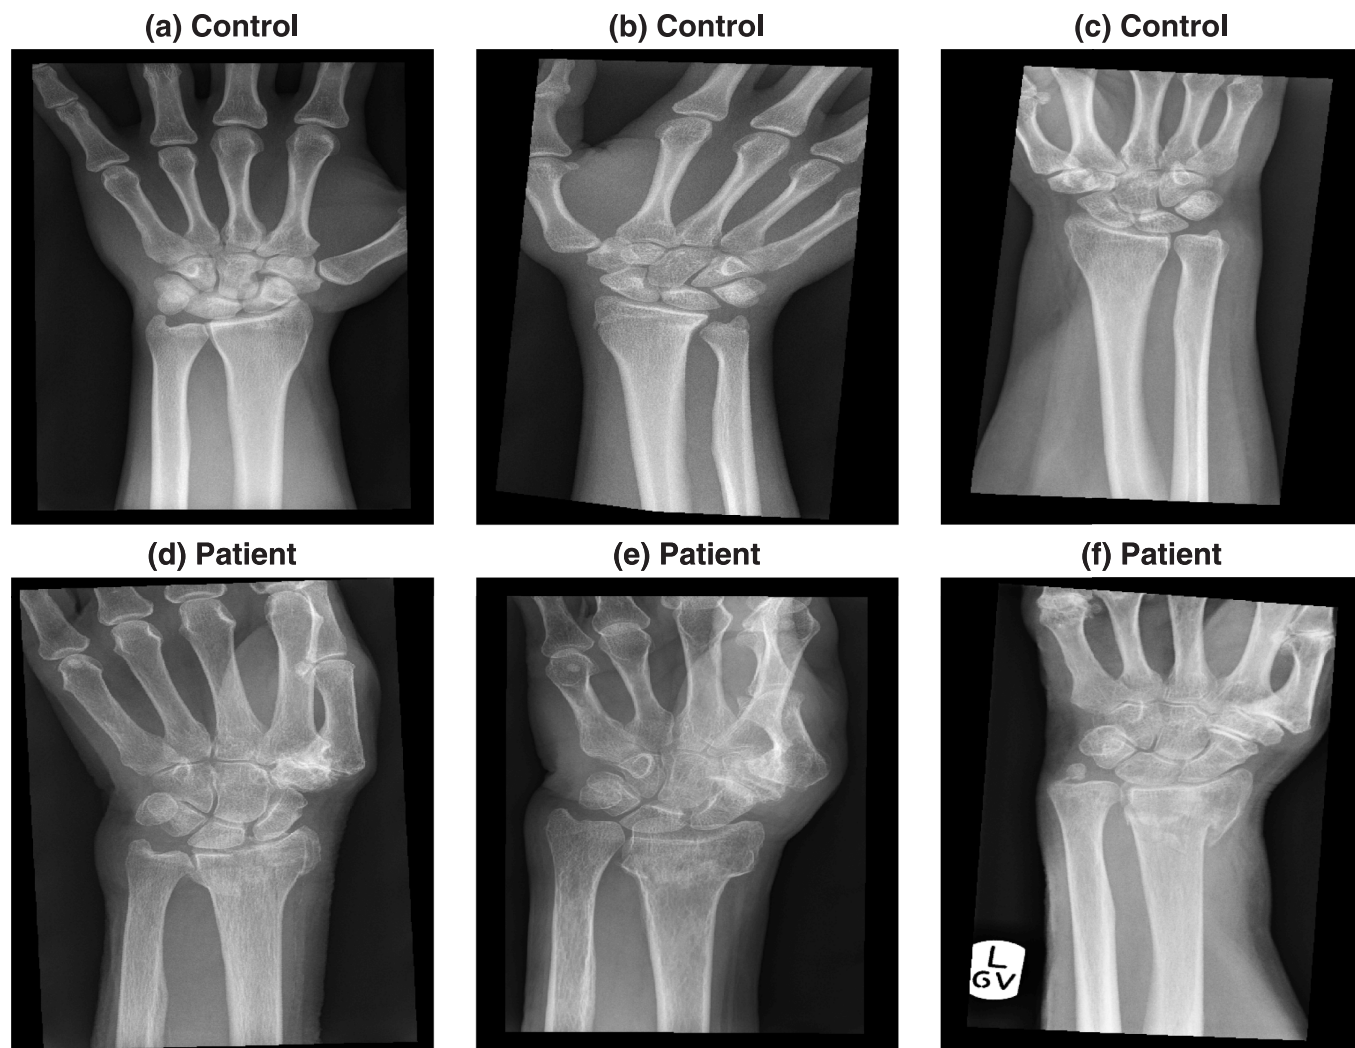 (a) Control
(b) Control
(c) Control
(d) Patient
(e) Patient
(f) Patient
L
GV